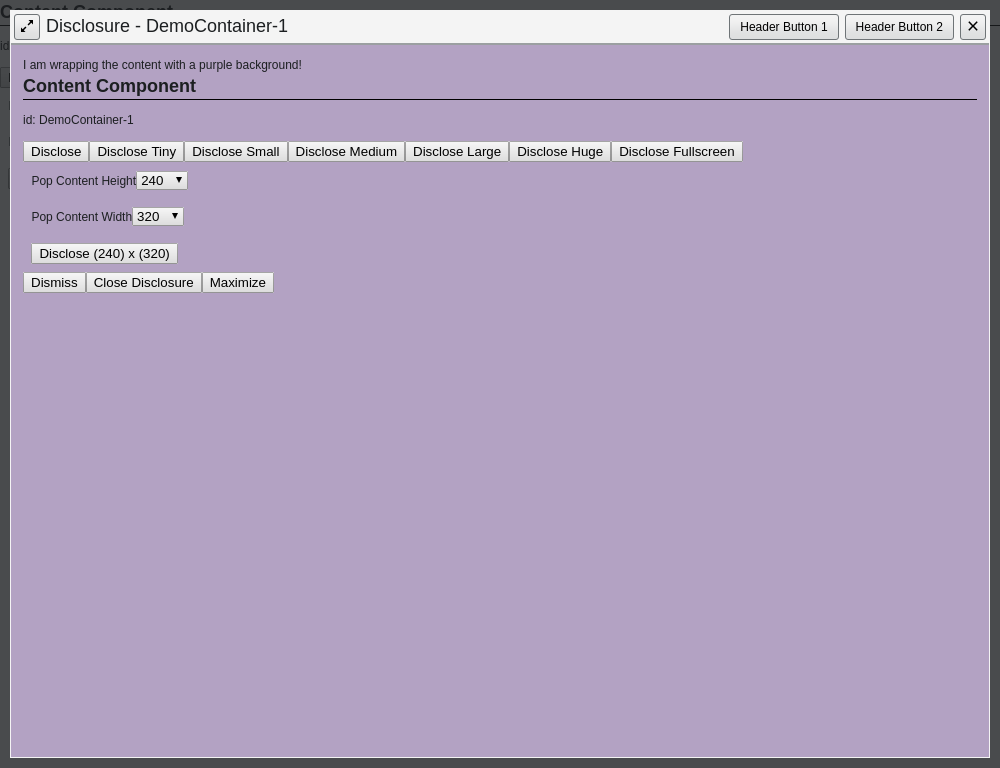 Disclosure - DemoContainer-1
Header Button 1
Header Button 2
I am wrapping the content with a purple background!
Content Component
id: DemoContainer-1
Disclose Disclose Tiny Disclose Small Disclose Medium Disclose Large Disclose Huge Disclose Fullscreen
Pop Content Height 240
Pop Content Width 320
Disclose (240) x (320)
Dismiss Close Disclosure Maximize